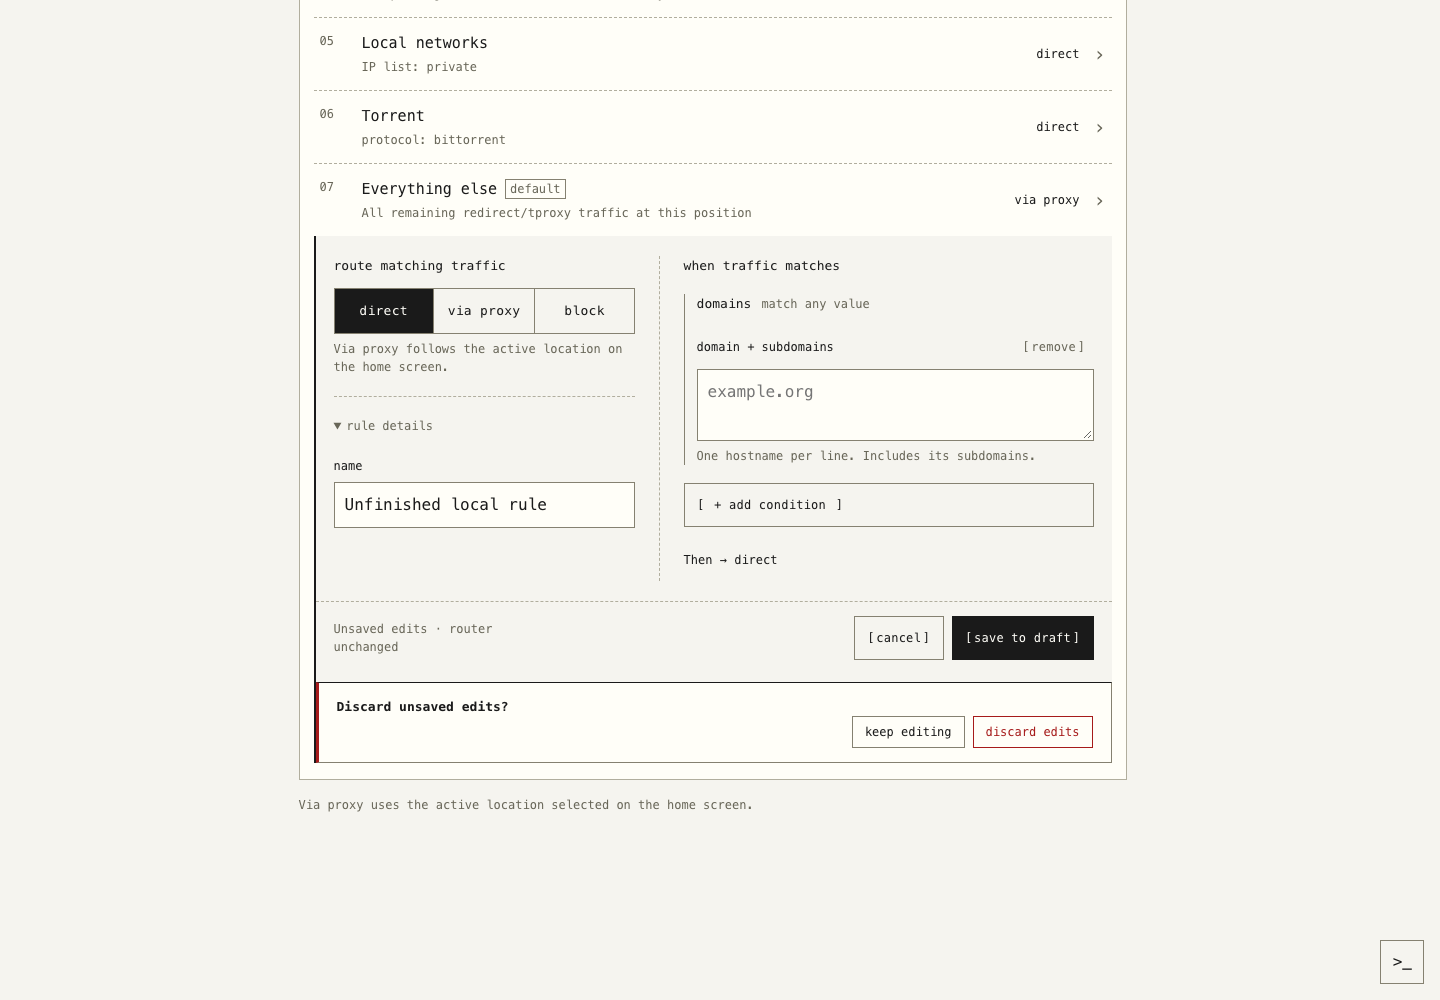 05
Local networks
IP list: private
direct >
06
Torrent
protocol: bittorrent
direct >
07
Everything else default
All remaining redirect/tproxy traffic at this position
via proxy >
route matching traffic
direct via proxy block
Via proxy follows the active location on
the home screen.
▼ rule details
name
Unfinished local rule
when traffic matches
domains match any value
domain + subdomains [remove]
example.org
One hostname per line. Includes its subdomains.
[ + add condition ]
Then → direct
Unsaved edits · router
unchanged
[cancel] [save to draft]
Discard unsaved edits?
keep editing discard edits
Via proxy uses the active location selected on the home screen.
>_